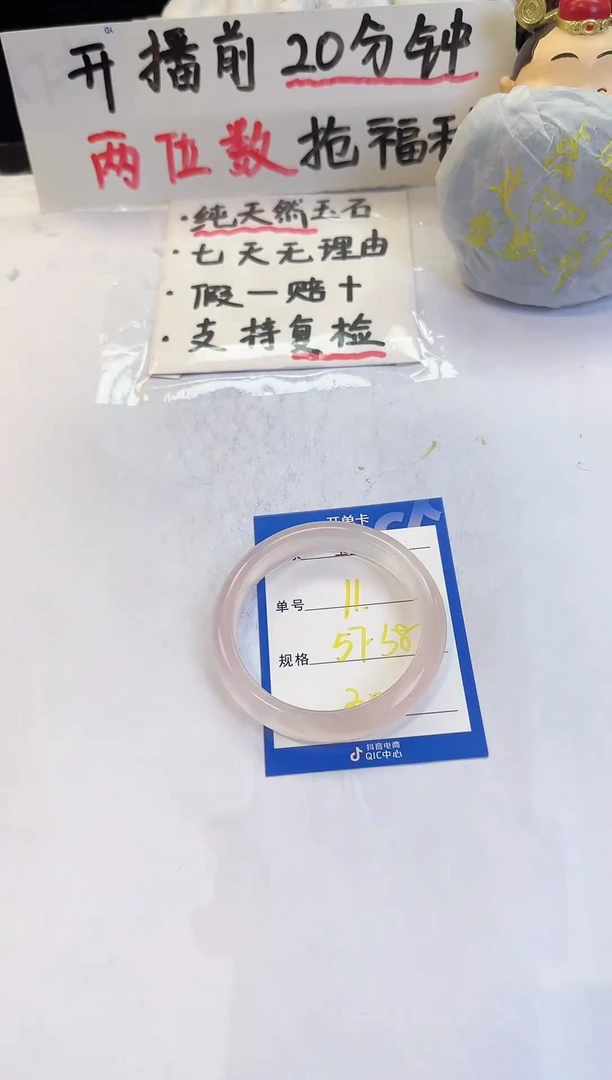 开播前20分钟
两位数抢福利
·纯天然玉石
·七天无理由
·假一赔十
·支持复检
开单卡
单号 11.
规格 57.58
抖音电商
QIC中心